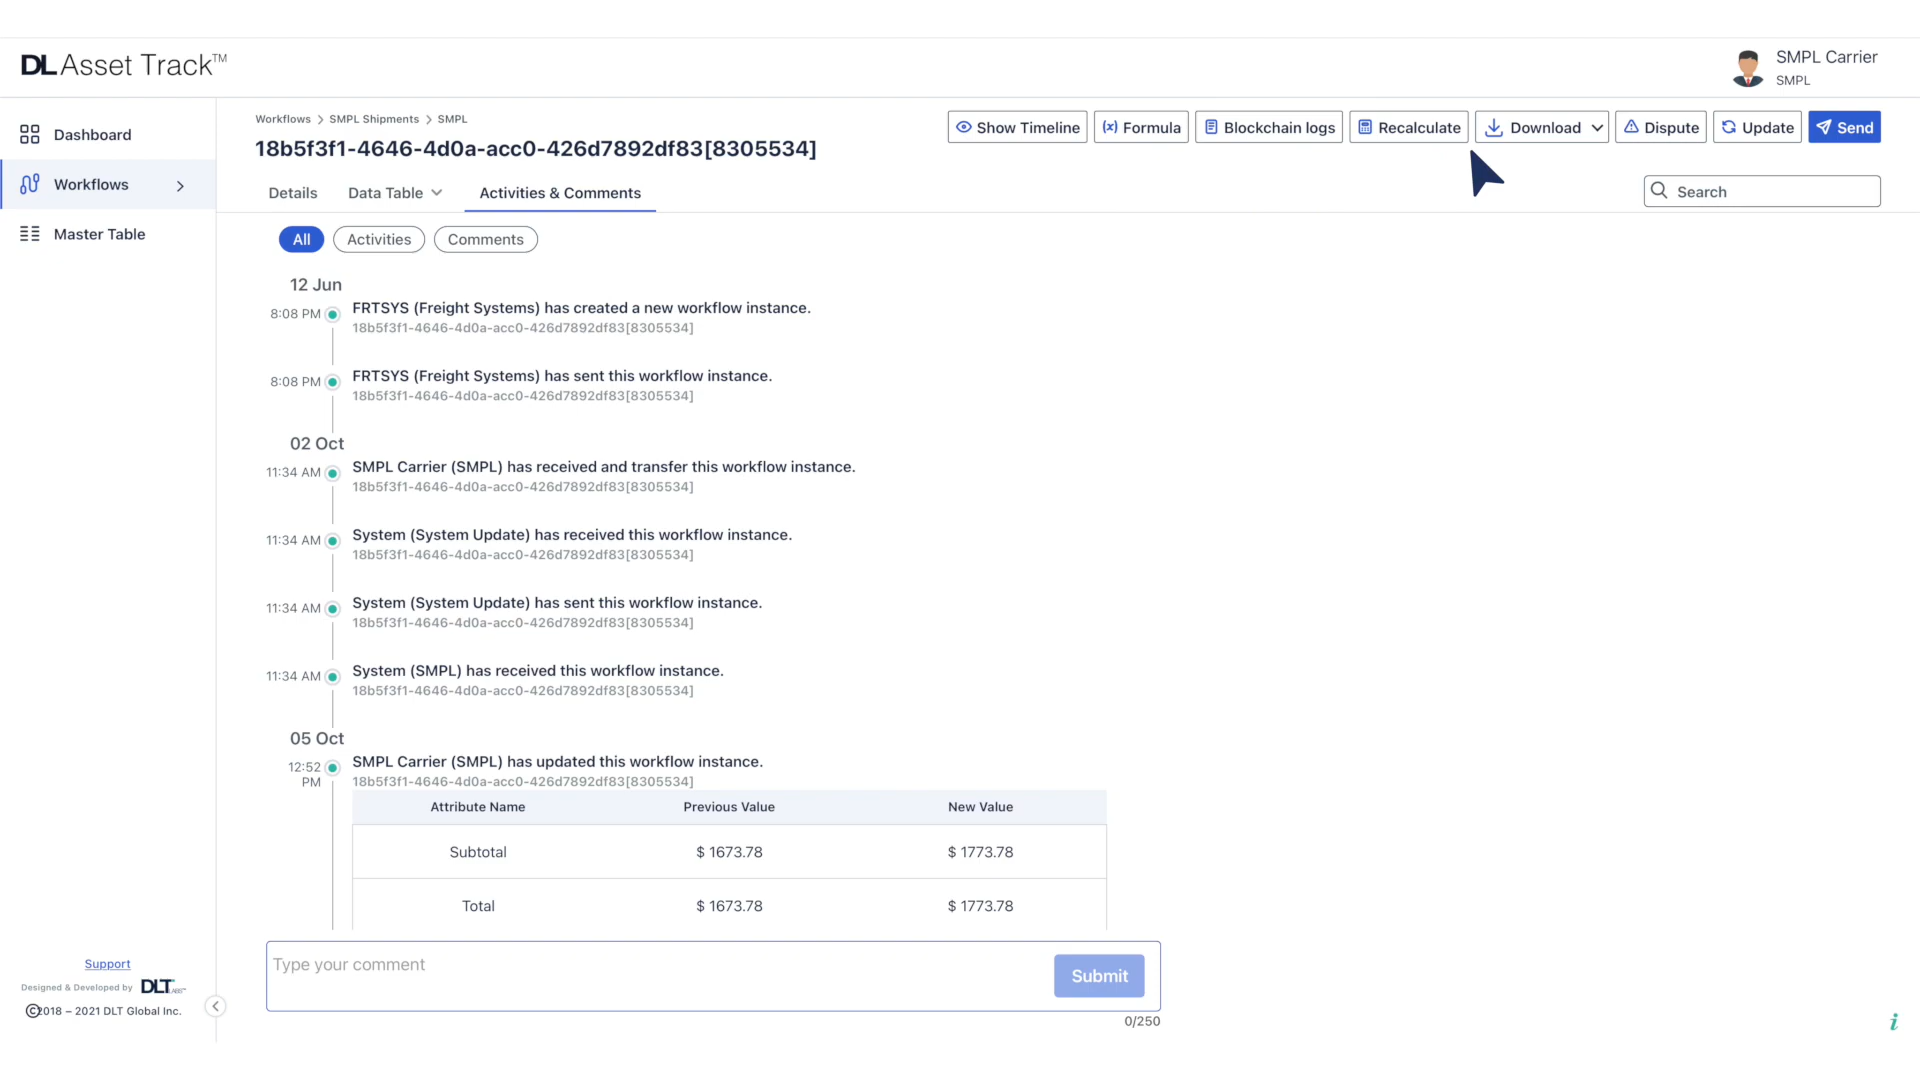 DL Asset Track™
SMPL Carrier
SMPL
Dashboard
Workflows
Master Table
Workflows > SMPL Shipments > SMPL
18b5f3f1-4646-4d0a-acc0-426d7892df83[8305534]
Show Timeline
(x) Formula
Blockchain logs
Recalculate
Download
Dispute
Update
Send
Details
Data Table
Activities & Comments
Search
All
Activities
Comments
12 Jun
8:08 PM
FRTSYS (Freight Systems) has created a new workflow instance.
18b5f3f1-4646-4d0a-acc0-426d7892df83[8305534]
8:08 PM
FRTSYS (Freight Systems) has sent this workflow instance.
18b5f3f1-4646-4d0a-acc0-426d7892df83[8305534]
02 Oct
11:34 AM
SMPL Carrier (SMPL) has received and transfer this workflow instance.
18b5f3f1-4646-4d0a-acc0-426d7892df83[8305534]
11:34 AM
System (System Update) has received this workflow instance.
18b5f3f1-4646-4d0a-acc0-426d7892df83[8305534]
11:34 AM
System (System Update) has sent this workflow instance.
18b5f3f1-4646-4d0a-acc0-426d7892df83[8305534]
11:34 AM
System (SMPL) has received this workflow instance.
18b5f3f1-4646-4d0a-acc0-426d7892df83[8305534]
05 Oct
12:52 PM
SMPL Carrier (SMPL) has updated this workflow instance.
18b5f3f1-4646-4d0a-acc0-426d7892df83[8305534]
Attribute Name Previous Value New Value
Subtotal $ 1673.78 $ 1773.78
Total $ 1673.78 $ 1773.78
Type your comment
Submit
0/250
Support
Designed & Developed by DLT LABS™
©2018 – 2021 DLT Global Inc.
i